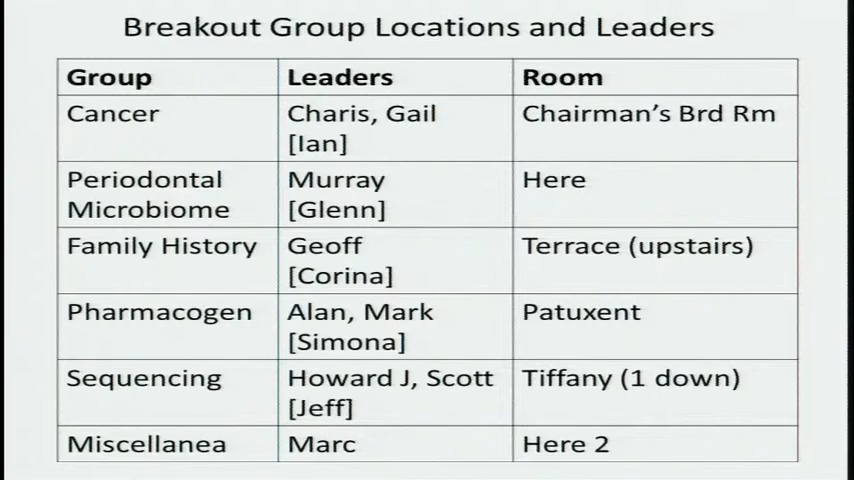 Breakout Group Locations and Leaders
Group Leaders Room
Cancer Charis, Gail Chairman's Brd Rm
[Ian]
Periodontal Murray Here
Microbiome [Glenn]
Family History Geoff Terrace (upstairs)
[Corina]
Pharmacogen Alan, Mark Patuxent
[Simona]
Sequencing Howard J, Scott Tiffany (1 down)
[Jeff]
Miscellanea Marc Here 2